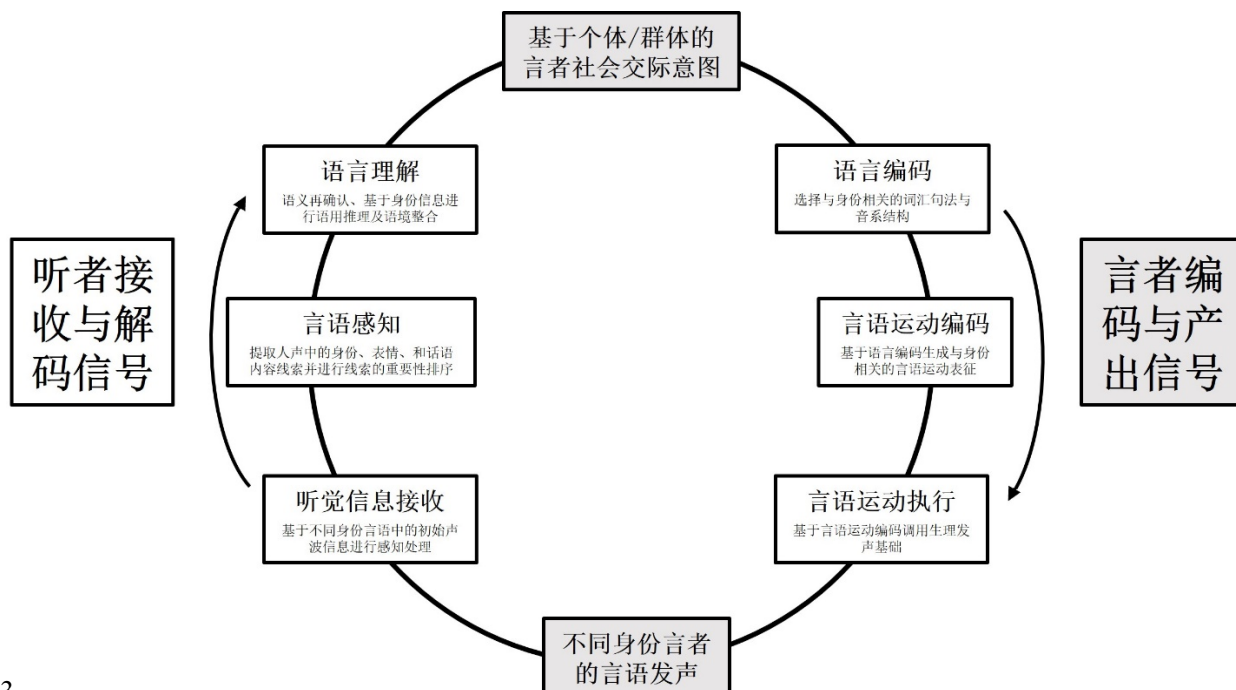 基于个体/群体的
言者社会交际意图
语言理解
语义再确认、基于身份信息进
行语用推理及语境整合
语言编码
选择与身份相关的词汇句法与
音系结构
听者接
收与解
码信号
言语感知
提取人声中的身份、表情、和话语
内容线索并进行线索的重要性排序
言语运动编码
基于语言编码生成与身份
相关的言语运动表征
言者编
码与产
出信号
听觉信息接收
基于不同身份言语中的初始声
波信息进行感知处理
言语运动执行
基于言语运动编码调用生理发
声基础
不同身份言者
的言语发声
2